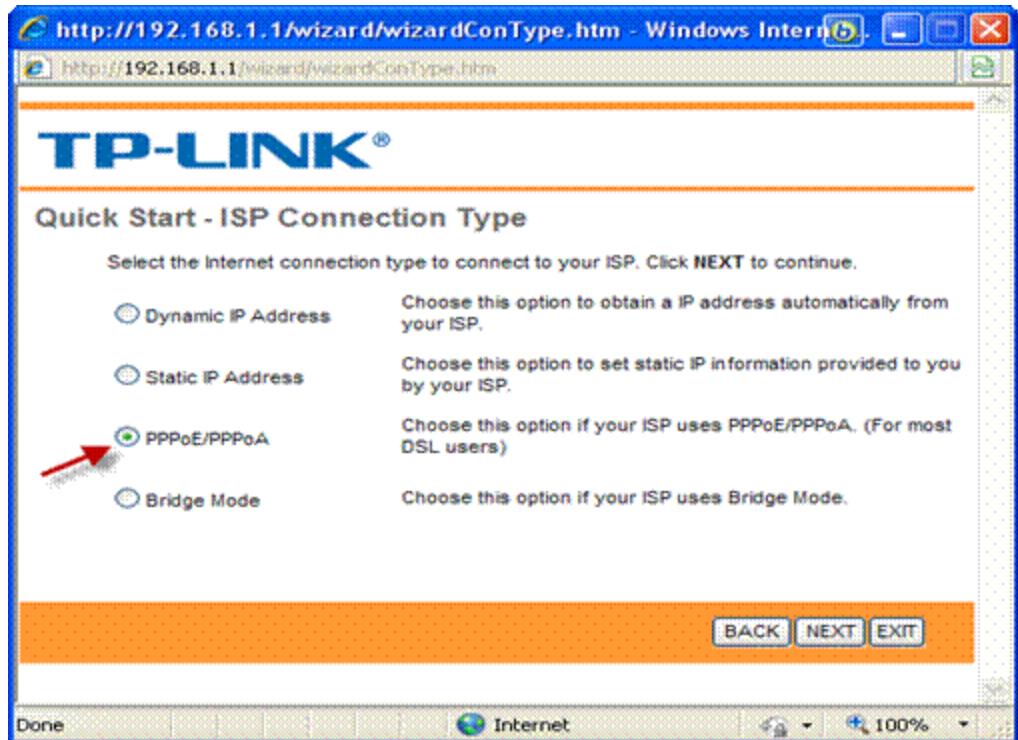 http://192.168.1.1/wizard/wizardConType.htm - Windows Intern
http://192.168.1.1/wizard/wizardConType.htm
TP-LINK®
Quick Start - ISP Connection Type
Select the Internet connection type to connect to your ISP. Click NEXT to continue.
Dynamic IP Address
Choose this option to obtain a IP address automatically from
your ISP.
Static IP Address
Choose this option to set static IP information provided to you
by your ISP.
PPPoE/PPPoA
Choose this option if your ISP uses PPPoE/PPPoA. (For most
DSL users)
Bridge Mode
Choose this option if your ISP uses Bridge Mode.
BACK NEXT EXIT
Done Internet 100%